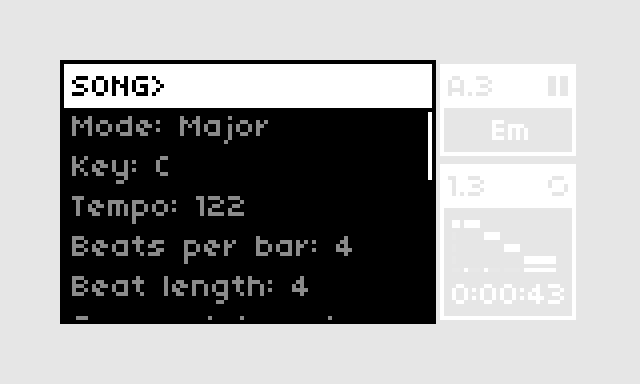 SONG>
Mode: Major
Key: C
Tempo: 122
Beats per bar: 4
Beat length: 4
A.3
Em
1.3
0:00:43